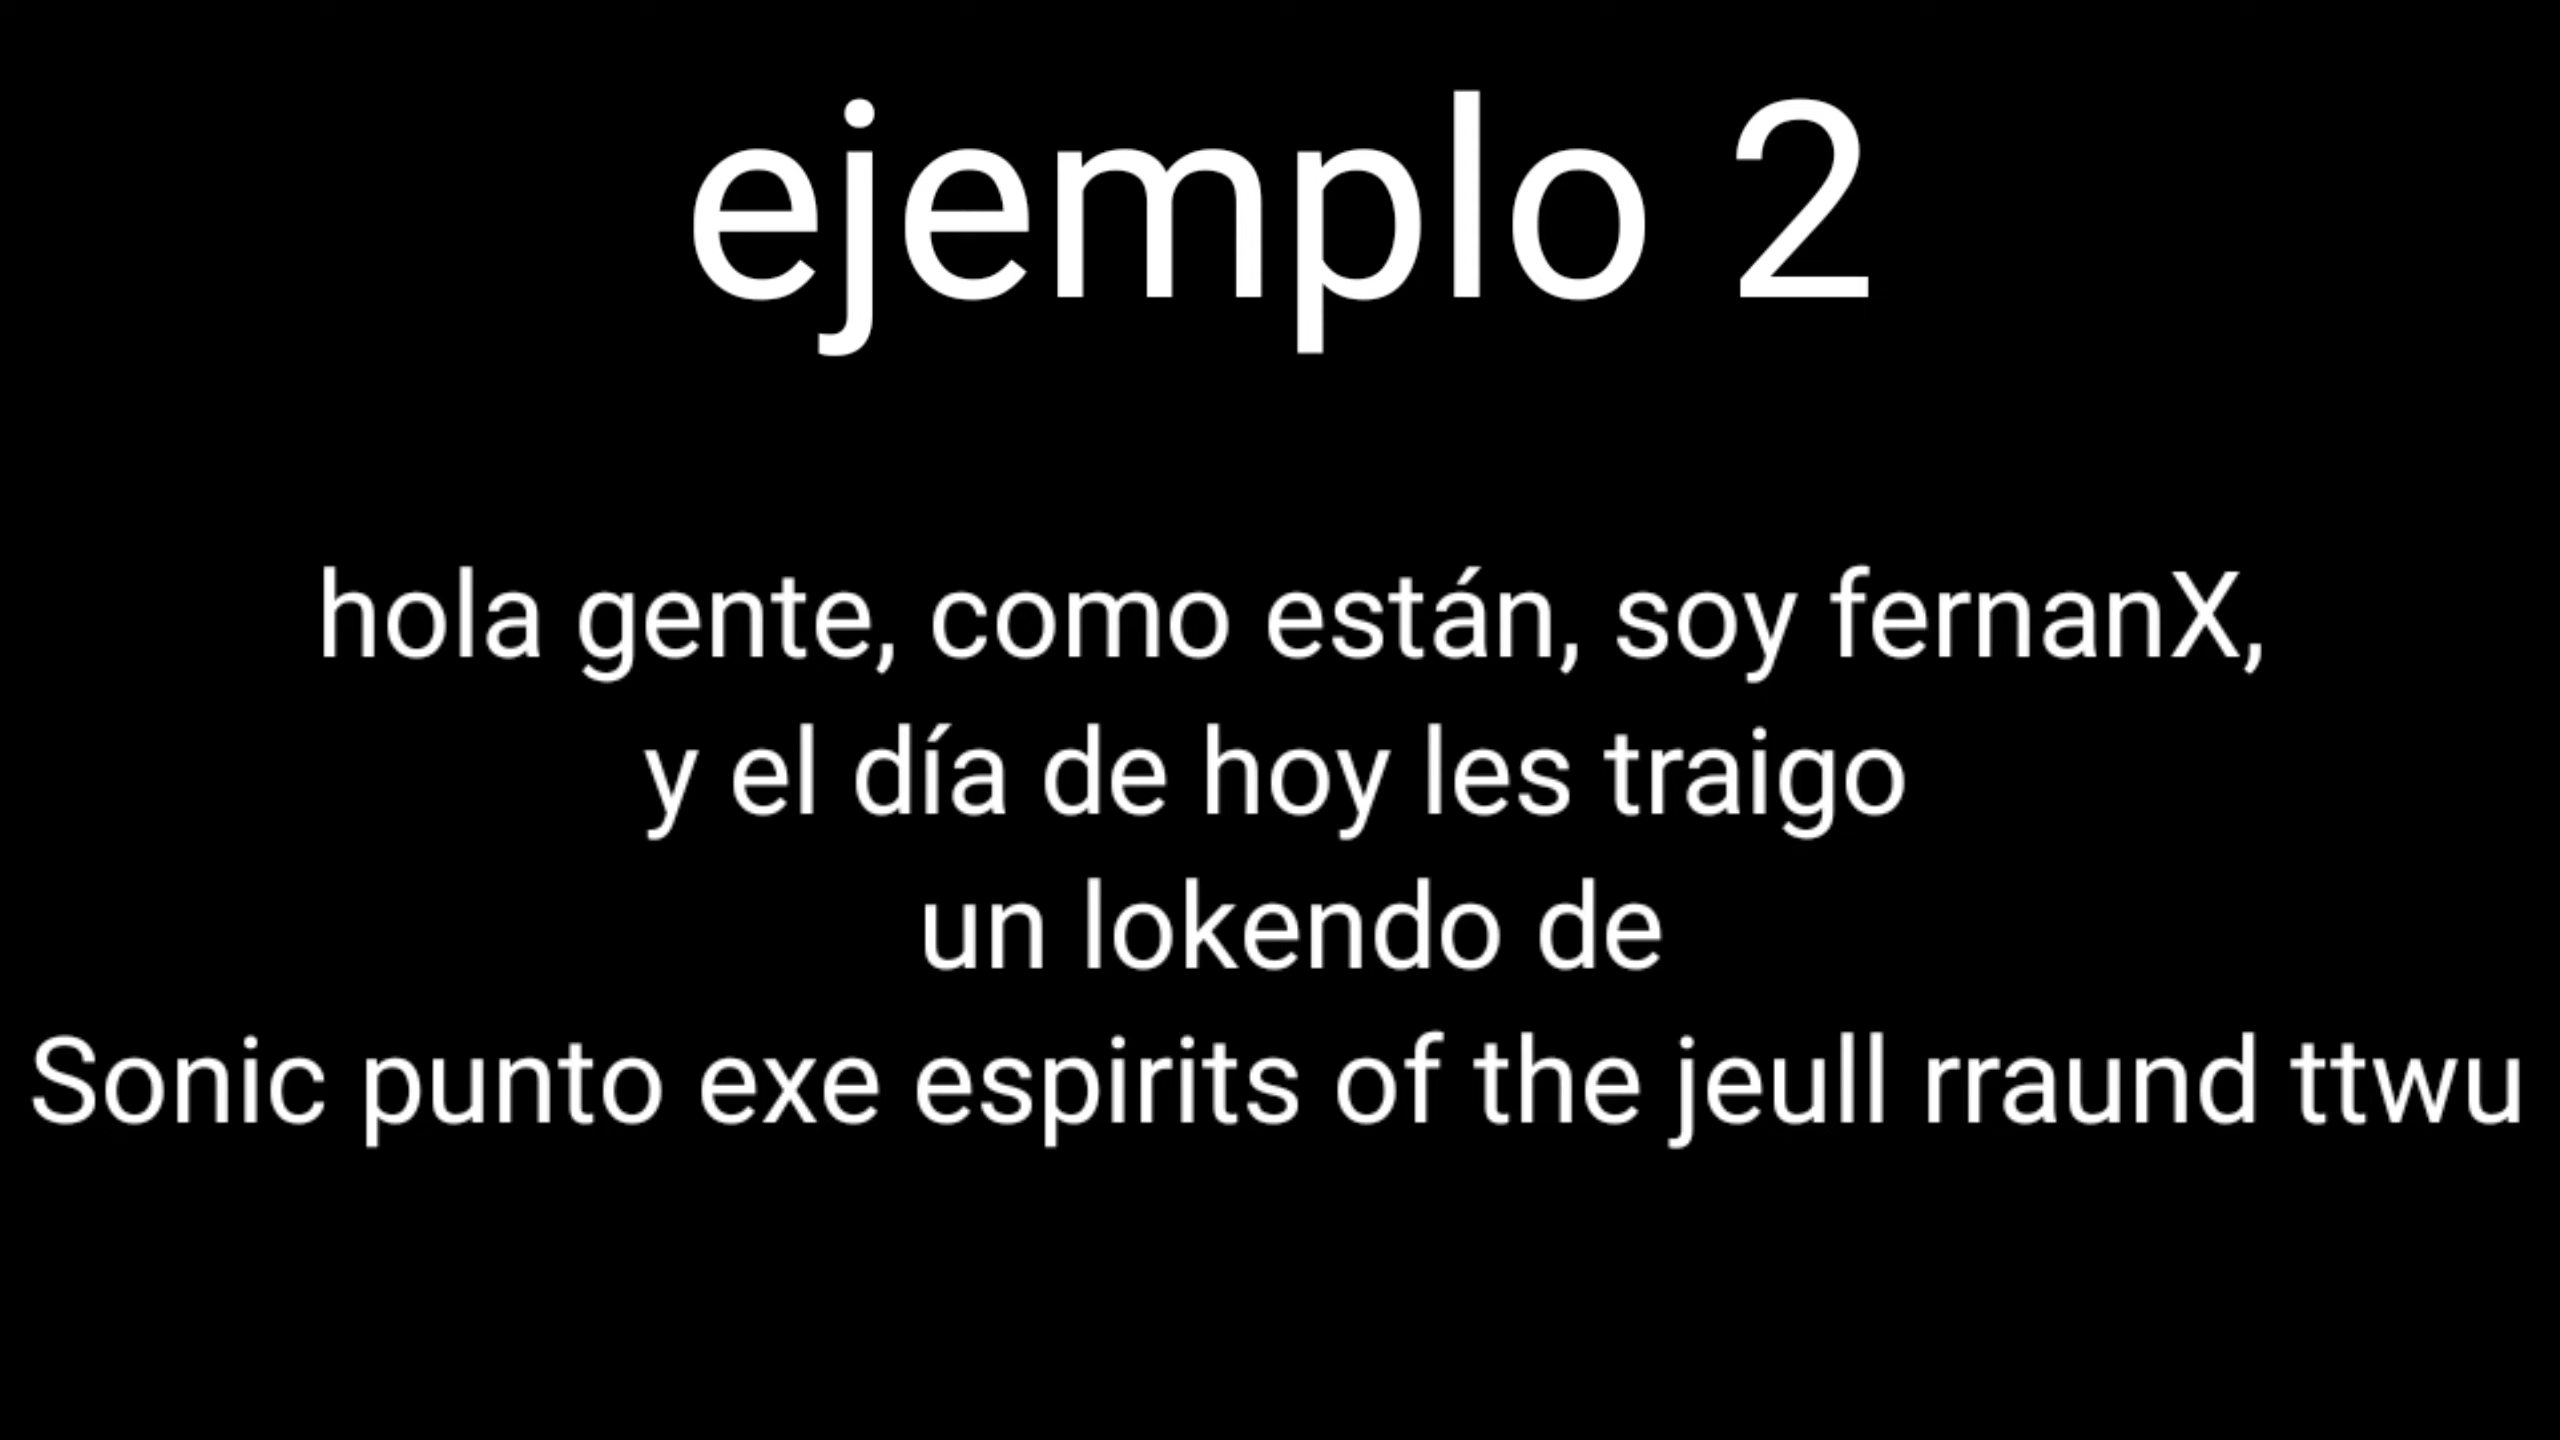 ejemplo 2
hola gente, como están, soy fernanX,
y el día de hoy les traigo
un lokendo de
Sonic punto exe espirits of the jeull rraund ttwu